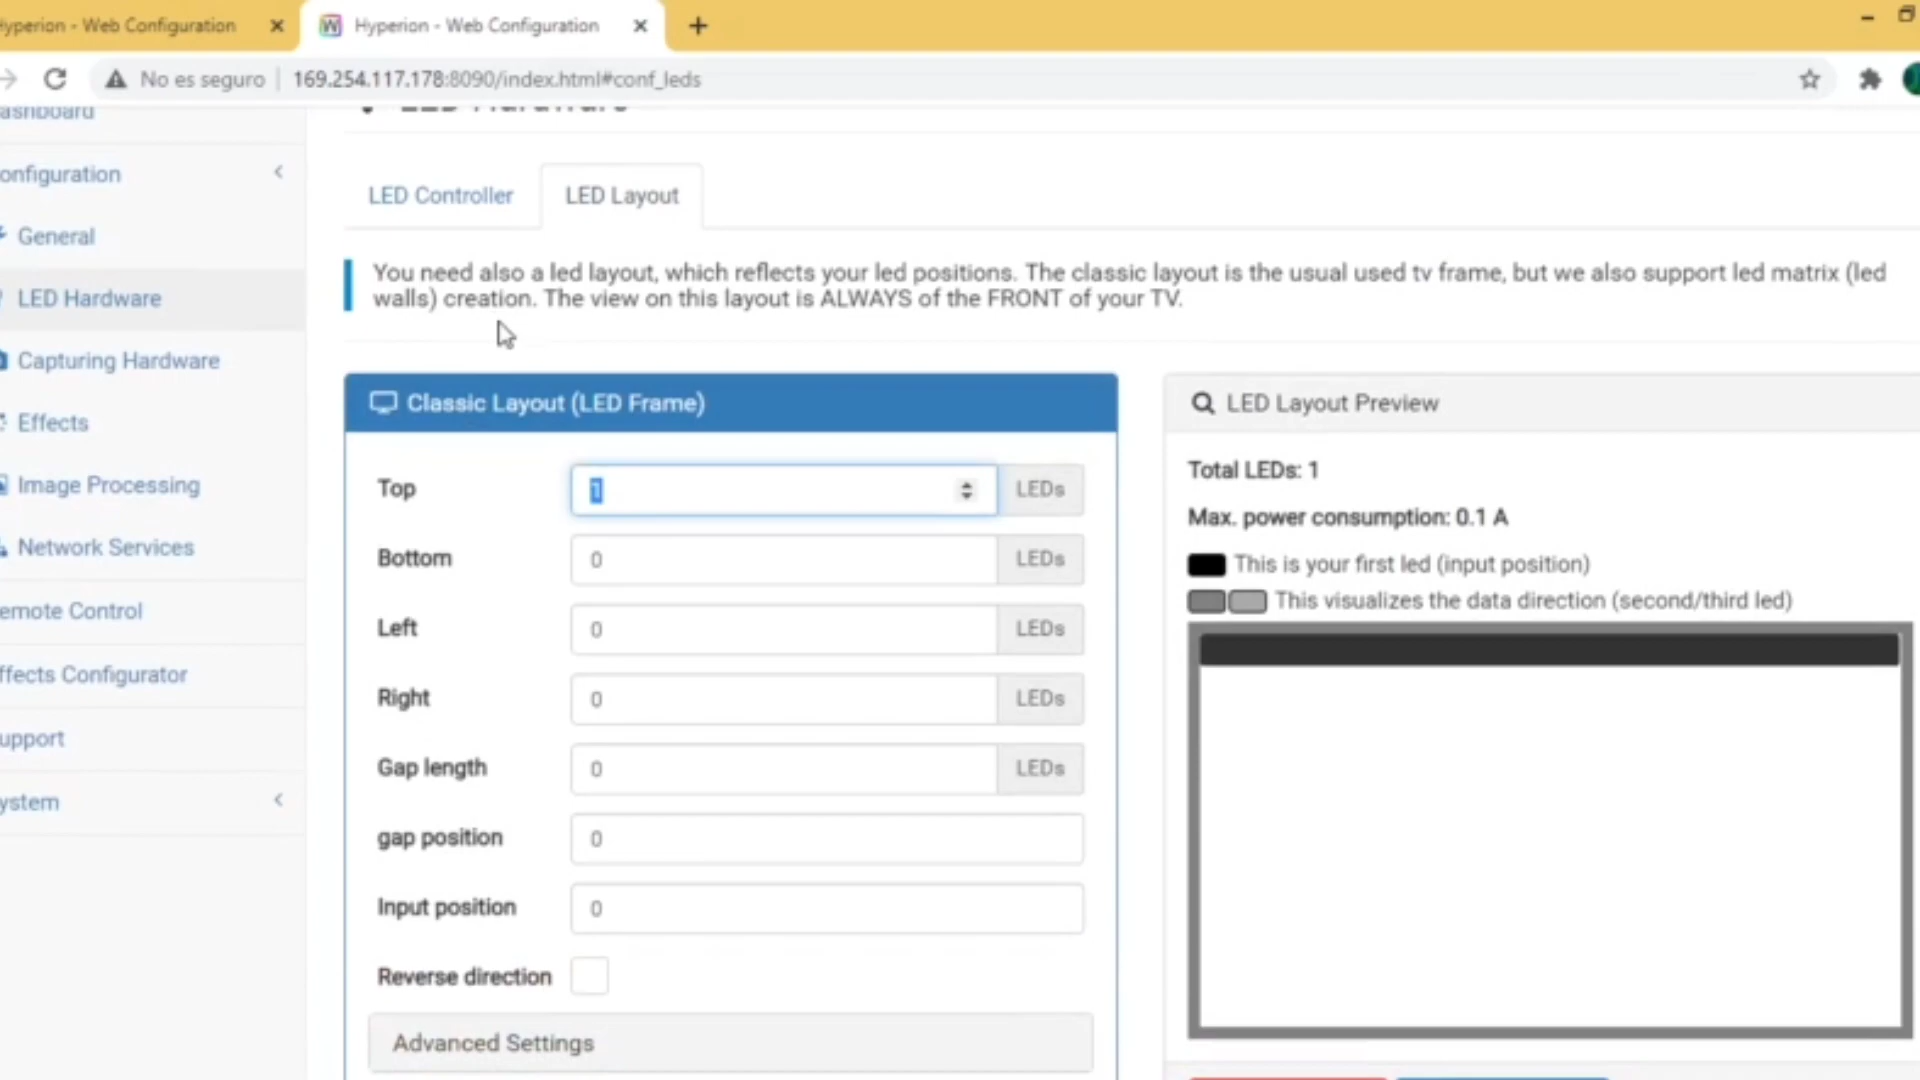 yperion - Web Configuration
Hyperion - Web Configuration
No es seguro 169.254.117.178:8090/index.html#conf_leds
ashboard
LED Hardware
onfiguration
General
LED Hardware
Capturing Hardware
Effects
Image Processing
Network Services
emote Control
ffects Configurator
upport
ystem
LED Controller
LED Layout
You need also a led layout, which reflects your led positions. The classic layout is the usual used tv frame, but we also support led matrix (led
walls) creation. The view on this layout is ALWAYS of the FRONT of your TV.
Classic Layout (LED Frame)
Top 1 LEDs
Bottom 0 LEDs
Left 0 LEDs
Right 0 LEDs
Gap length 0 LEDs
gap position 0
Input position 0
Reverse direction
Advanced Settings
LED Layout Preview
Total LEDs: 1
Max. power consumption: 0.1 A
This is your first led (input position)
This visualizes the data direction (second/third led)